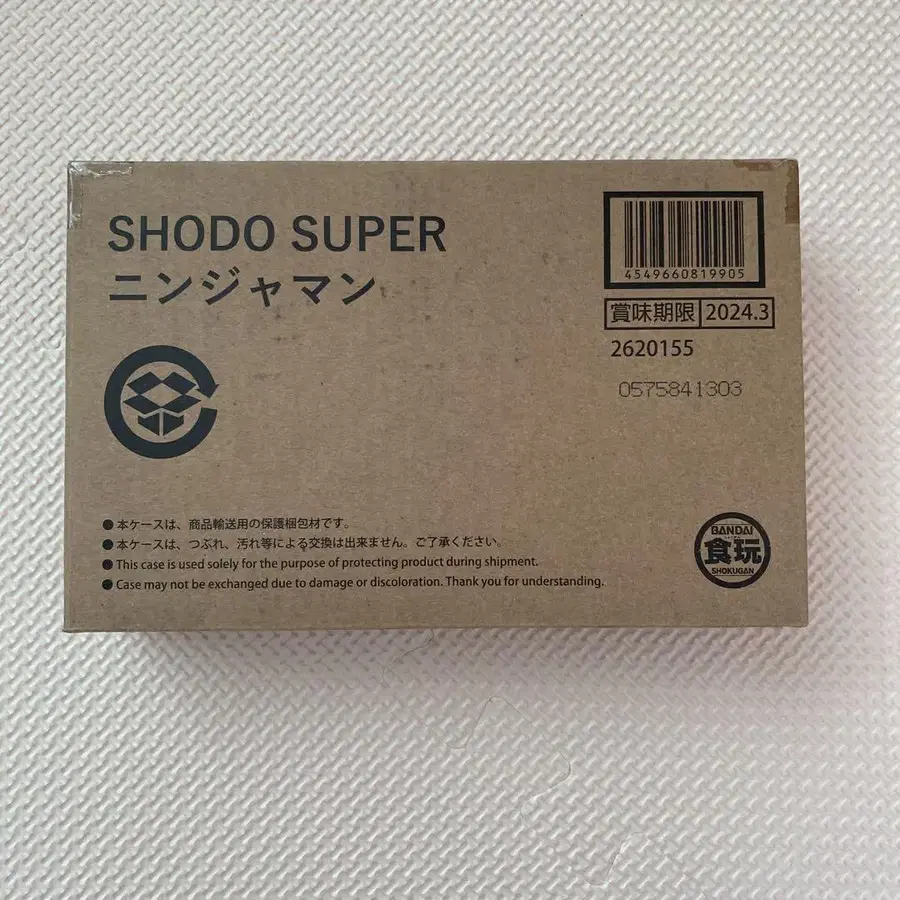 SHODO SUPER
ニンジャマン
4549660819905
賞味期限 2024.3
2620155
0575841303
●本ケースは、商品輸送用の保護梱包材です。
●本ケースは、つぶれ、汚れ等による交換は出来ません。ご了承ください。
●This case is used solely for the purpose of protecting product during shipment.
●Case may not be exchanged due to damage or discoloration. Thank you for understanding.
BANDAI
食玩
SHOKUGAN